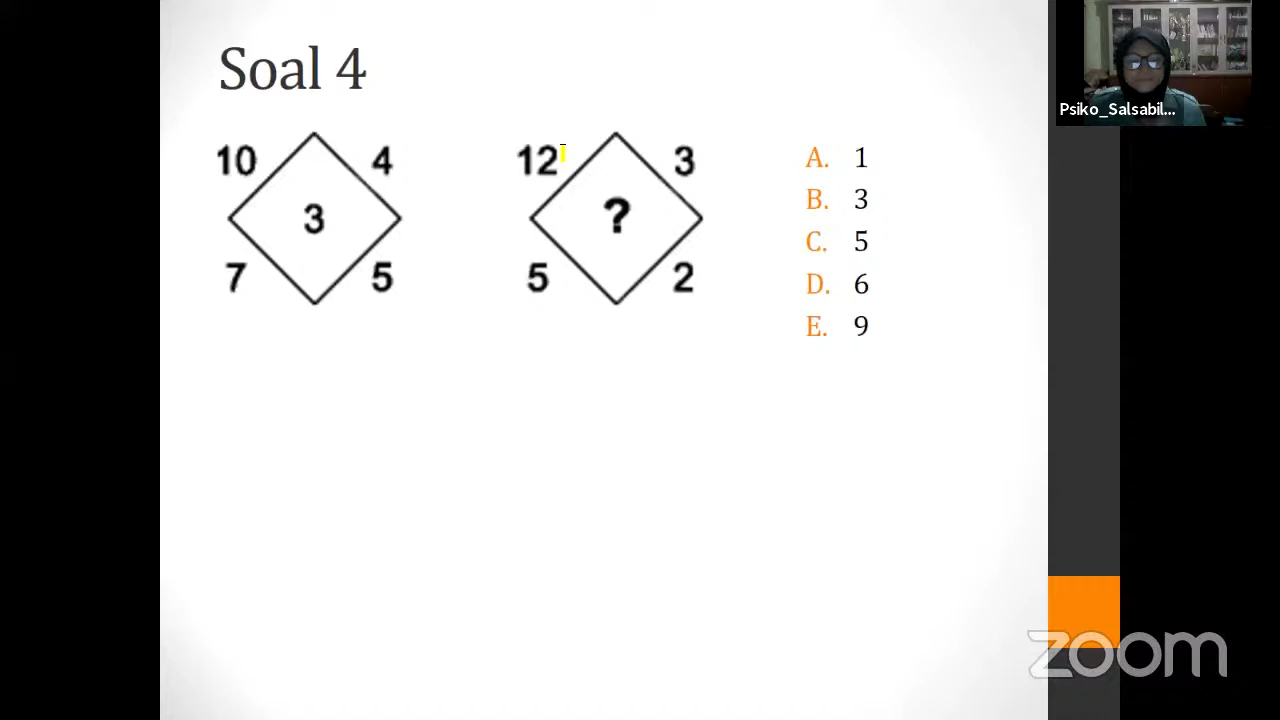 Soal 4
10 4
3
7 5
12 3
?
5 2
A. 1
B. 3
C. 5
D. 6
E. 9
Psiko_Salsabil...
zoom